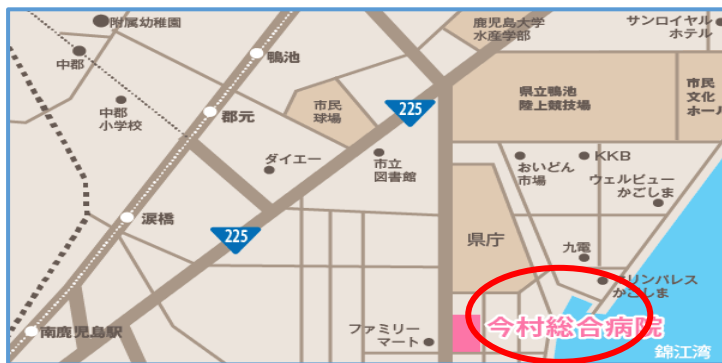 附属幼稚園
中郡
中郡
小学校
鴨池
郡元
涙橋
南鹿児島駅
市民
球場
225
ダイエー
市立
図書館
225
鹿児島大学
水産学部
サンロイヤル
ホテル
県立鴨池
陸上競技場
市民
文化
ホール
おいどん
市場
KKB
ウェルビュー
かごしま
県庁
九電
マリンパレス
かごしま
ファミリー
マート
今村総合病院
錦江湾